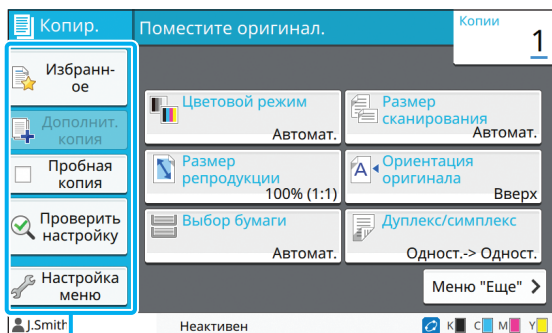 Копир.
Поместите оригинал.
Копии
1
Избранн-
ое
Дополнит.
копия
Пробная
копия
Проверить
настройку
Настройка
меню
Цветовой режим
Автомат.
Размер
сканирования
Автомат.
Размер
репродукции
100% (1:1)
Ориентация
оригинала
Вверх
Выбор бумаги
Автомат.
Дуплекс/симплекс
Одност.-> Одност.
Меню "Еще"
J.Smith
Неактивен
K C M Y